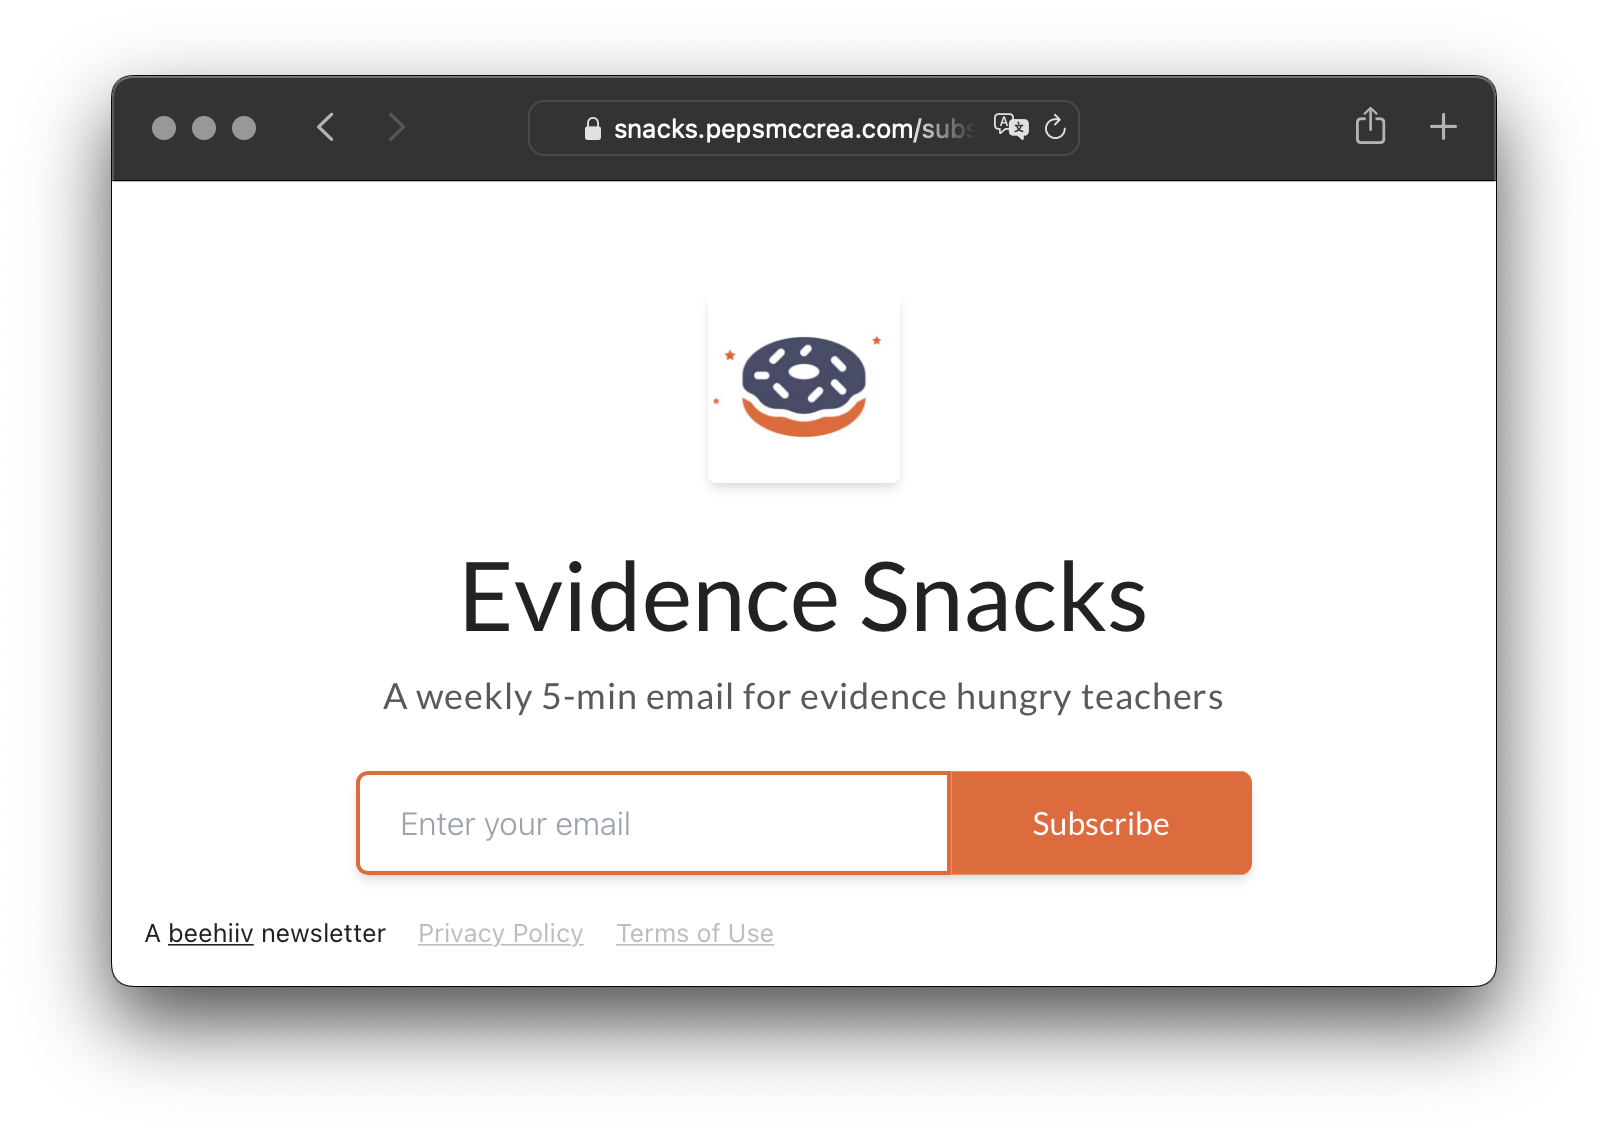 snacks.pepsmccrea.com/subs
Evidence Snacks
A weekly 5-min email for evidence hungry teachers
Enter your email
Subscribe
A beehiiv newsletter Privacy Policy Terms of Use